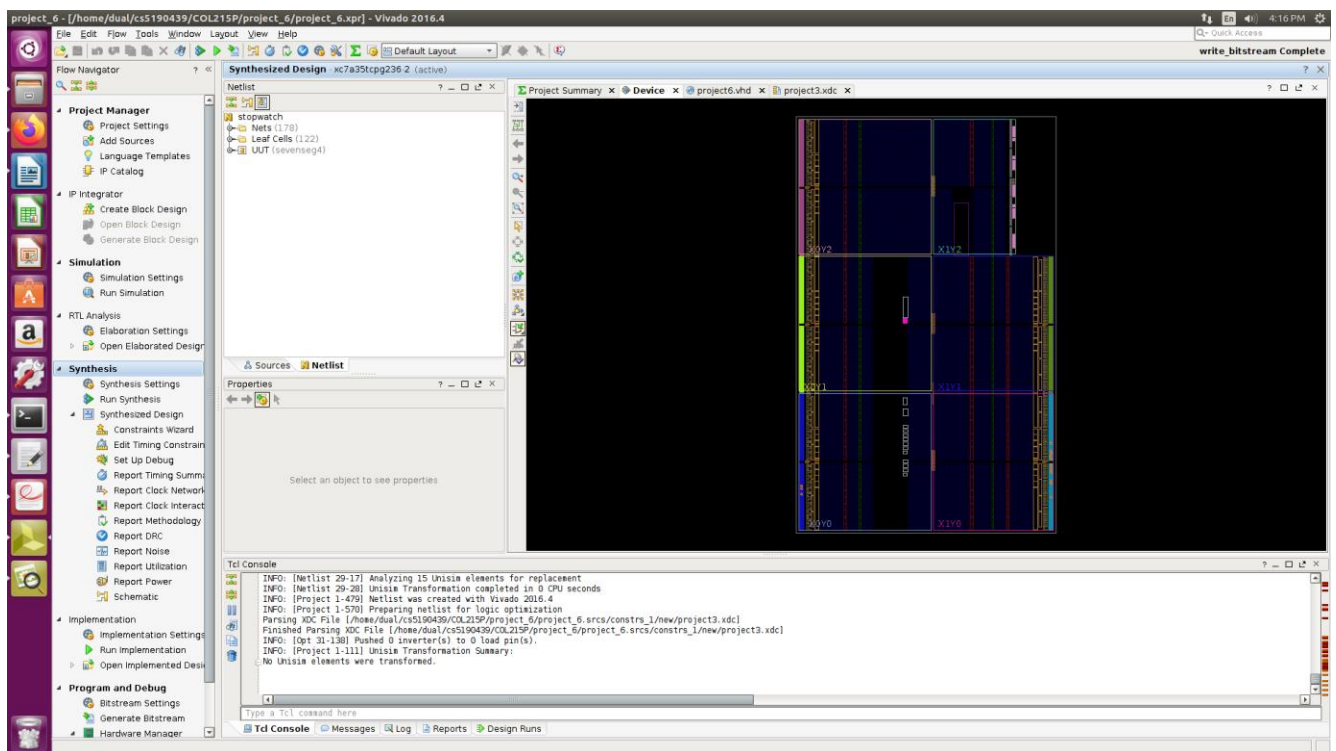 project_6 - [/home/dual/cs5190439/COL215P/project_6/project_6.xpr] - Vivado 2016.4
En 4:16 PM
File Edit Flow Tools Window Layout View Help
Q- Quick Access
Default Layout
write_bitstream Complete
Flow Navigator
Project Manager
Project Settings
Add Sources
Language Templates
IP Catalog
IP Integrator
Create Block Design
Open Block Design
Generate Block Design
Simulation
Simulation Settings
Run Simulation
RTL Analysis
Elaboration Settings
Open Elaborated Design
Synthesis
Synthesis Settings
Run Synthesis
Synthesized Design
Constraints Wizard
Edit Timing Constrain
Set Up Debug
Report Timing Summa
Report Clock Network
Report Clock Interact
Report Methodology
Report DRC
Report Noise
Report Utilization
Report Power
Schematic
Implementation
Implementation Settings
Run Implementation
Open Implemented Desi
Program and Debug
Bitstream Settings
Generate Bitstream
Hardware Manager
Synthesized Design - xc7a35tcpg236-2 (active)
Netlist
stopwatch
Nets (178)
Leaf Cells (122)
UUT (sevenseg4)
Sources Netlist
Properties
Select an object to see properties
Project Summary Device project6.vhd project3.xdc
X0Y2 X1Y2
X0Y1 X1Y1
X0Y0 X1Y0
Tcl Console
INFO: [Netlist 29-17] Analyzing 15 Unisim elements for replacement
INFO: [Netlist 29-28] Unisim Transformation completed in 0 CPU seconds
INFO: [Project 1-479] Netlist was created with Vivado 2016.4
INFO: [Project 1-570] Preparing netlist for logic optimization
Parsing XDC File [/home/dual/cs5190439/COL215P/project_6/project_6.srcs/constrs_1/new/project3.xdc]
Finished Parsing XDC File [/home/dual/cs5190439/COL215P/project_6/project_6.srcs/constrs_1/new/project3.xdc]
INFO: [Opt 31-138] Pushed 0 inverter(s) to 0 load pin(s).
INFO: [Project 1-111] Unisim Transformation Summary:
No Unisim elements were transformed.
Type a Tcl command here
Tcl Console Messages Log Reports Design Runs